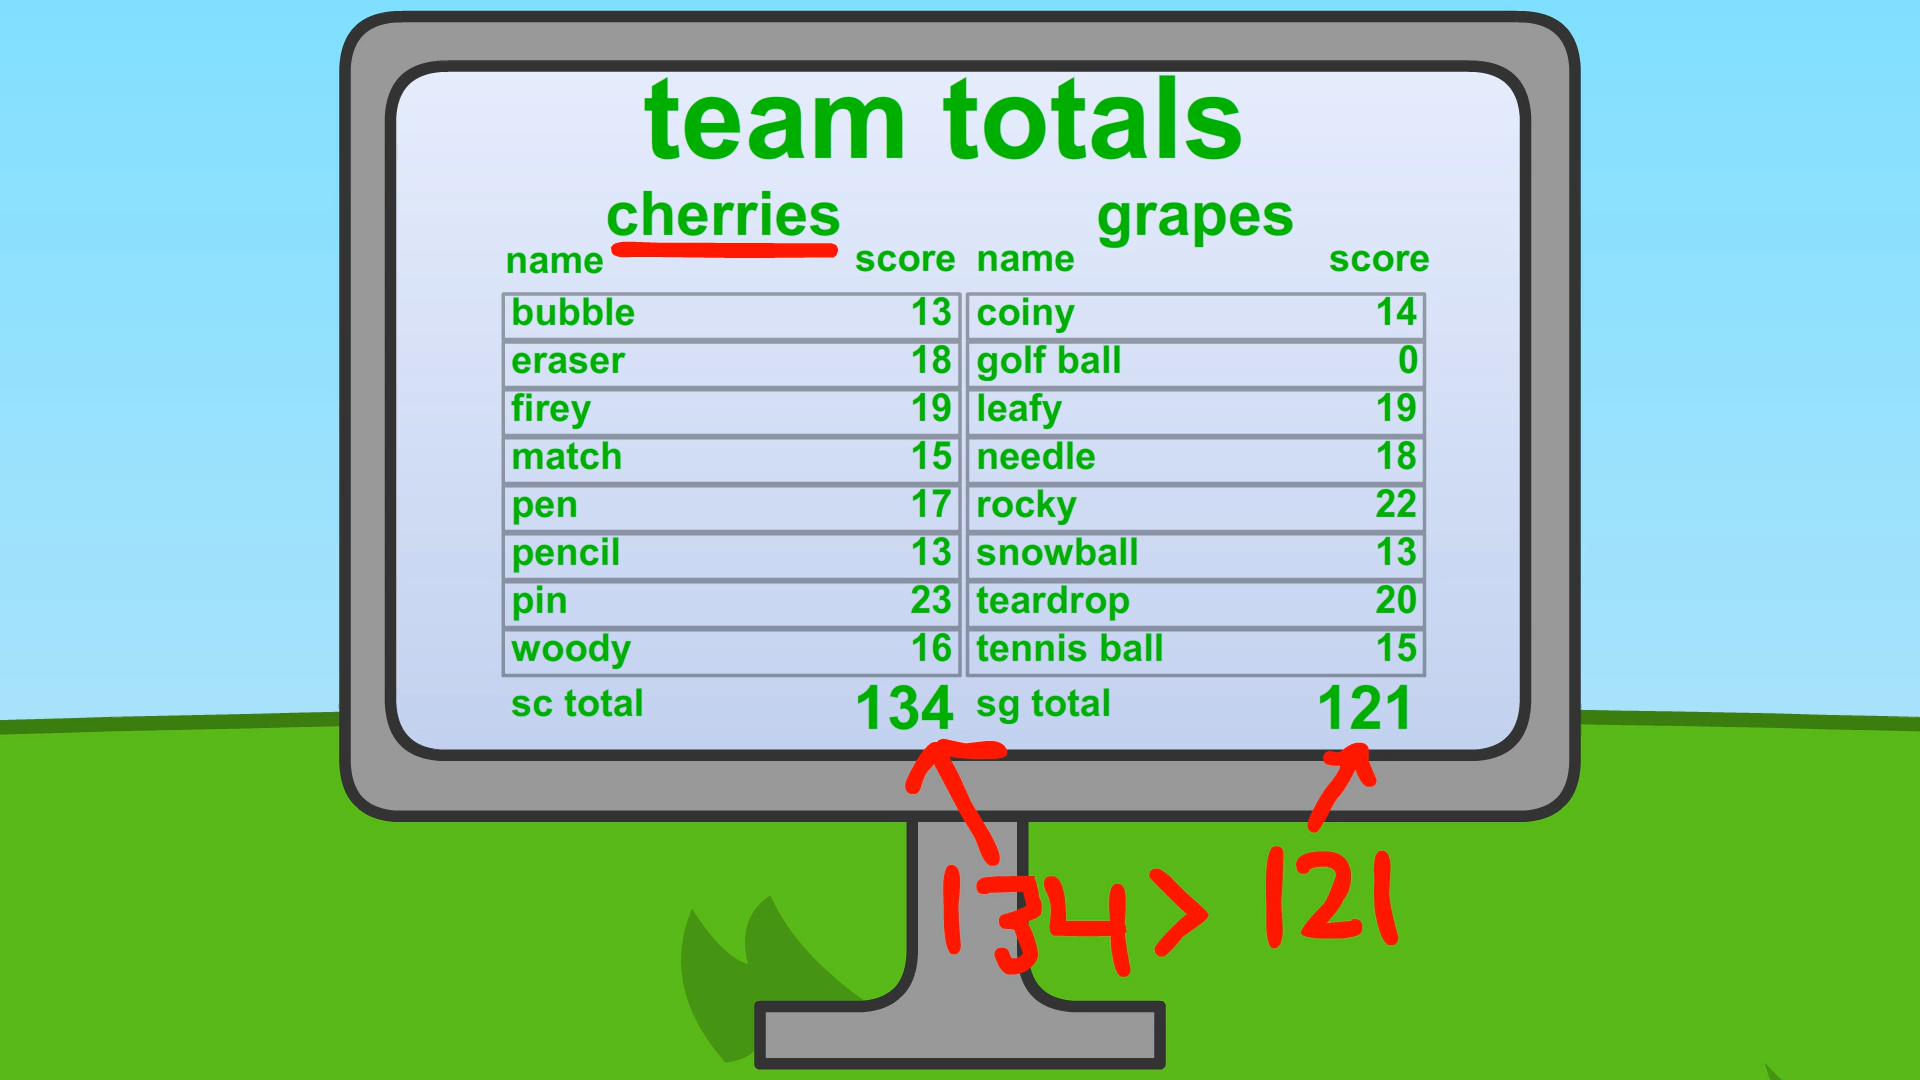 team totals
cherries grapes
name score name score
bubble 13 coiny 14
eraser 18 golf ball 0
firey 19 leafy 19
match 15 needle 18
pen 17 rocky 22
pencil 13 snowball 13
pin 23 teardrop 20
woody 16 tennis ball 15
sc total 134 sg total 121
134 > 121